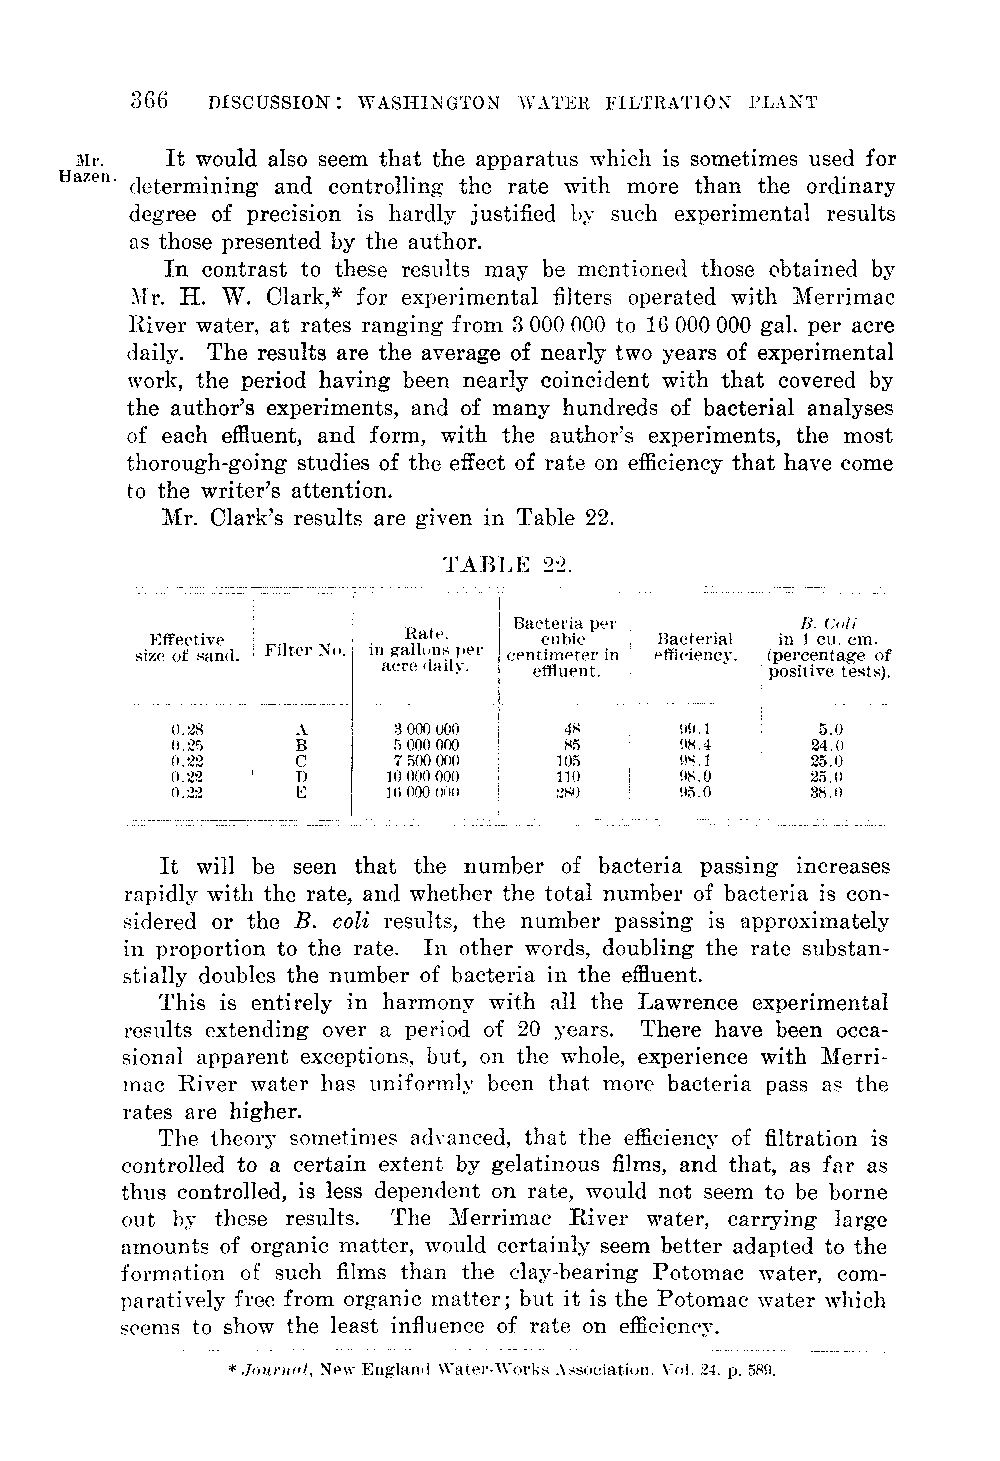 366 DISCUSSION: WASHINGTON WATER FILTRATION PLANT
Mr. Hazen.
It would also seem that the apparatus which is sometimes used for
determining and controlling the rate with more than the ordinary
degree of precision is hardly justified by such experimental results
as those presented by the author.
In contrast to these results may be mentioned those obtained by
Mr. H. W. Clark,* for experimental filters operated with Merrimac
River water, at rates ranging from 3 000 000 to 16 000 000 gal. per acre
daily. The results are the average of nearly two years of experimental
work, the period having been nearly coincident with that covered by
the author's experiments, and of many hundreds of bacterial analyses
of each effluent, and form, with the author's experiments, the most
thorough-going studies of the effect of rate on efficiency that have come
to the writer's attention.
Mr. Clark's results are given in Table 22.
TABLE 22.
Effective size of sand. | Filter No. | Rate, in gallons per acre daily. | Bacteria per cubic centimeter in effluent. | Bacterial efficiency. | B. Coli in 1 cu. cm. (percentage of positive tests).
0.28 A 3 000 000 48 99.1 5.0
0.25 B 5 000 000 85 98.4 24.0
0.22 C 7 500 000 105 98.1 25.0
0.22 D 10 000 000 110 98.0 25.0
0.22 E 16 000 000 280 95.0 38.0
It will be seen that the number of bacteria passing increases
rapidly with the rate, and whether the total number of bacteria is con-
sidered or the B. coli results, the number passing is approximately
in proportion to the rate. In other words, doubling the rate substan-
stially doubles the number of bacteria in the effluent.
This is entirely in harmony with all the Lawrence experimental
results extending over a period of 20 years. There have been occa-
sional apparent exceptions, but, on the whole, experience with Merri-
mac River water has uniformly been that more bacteria pass as the
rates are higher.
The theory sometimes advanced, that the efficiency of filtration is
controlled to a certain extent by gelatinous films, and that, as far as
thus controlled, is less dependent on rate, would not seem to be borne
out by these results. The Merrimac River water, carrying large
amounts of organic matter, would certainly seem better adapted to the
formation of such films than the clay-bearing Potomac water, com-
paratively free from organic matter; but it is the Potomac water which
seems to show the least influence of rate on efficiency.
* Journal, New England Water-Works Association, Vol. 24, p. 589.